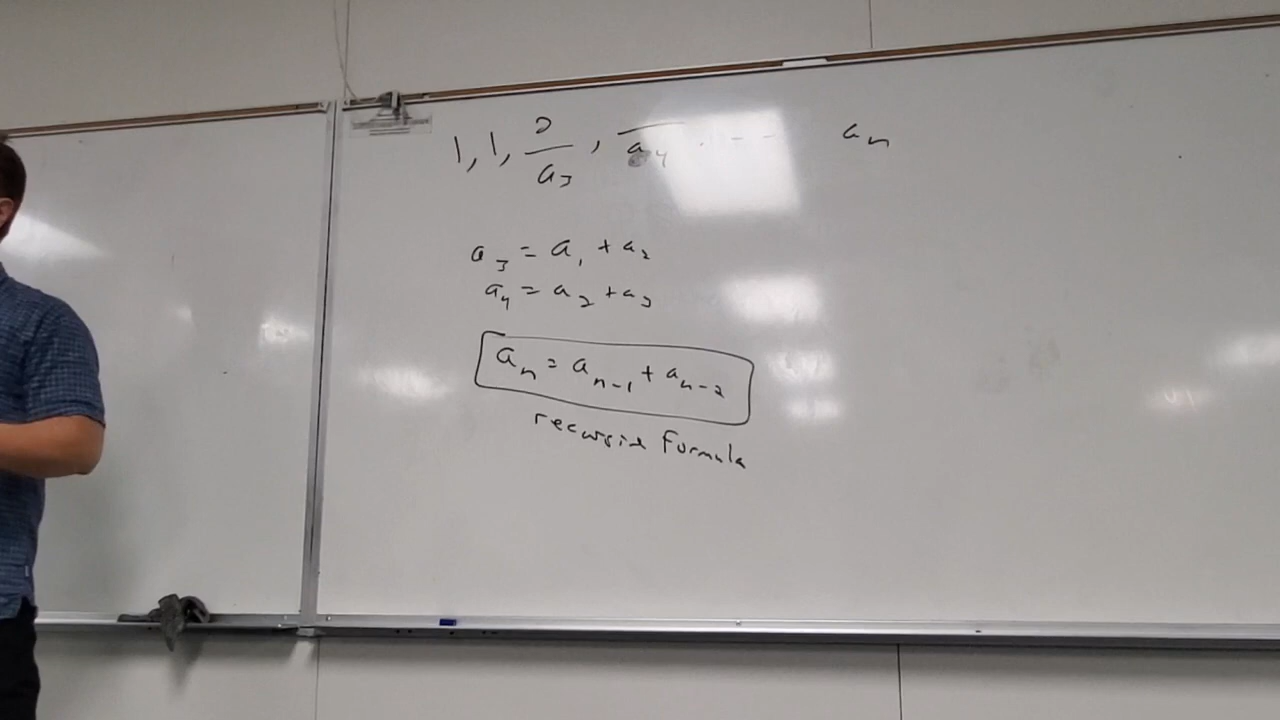 1, 1, 2, __, . - - - aₙ
a₃ a₄
a₃ = a₁ + a₂
a₄ = a₂ + a₃
aₙ = aₙ₋₁ + aₙ₋₂
recursive formula